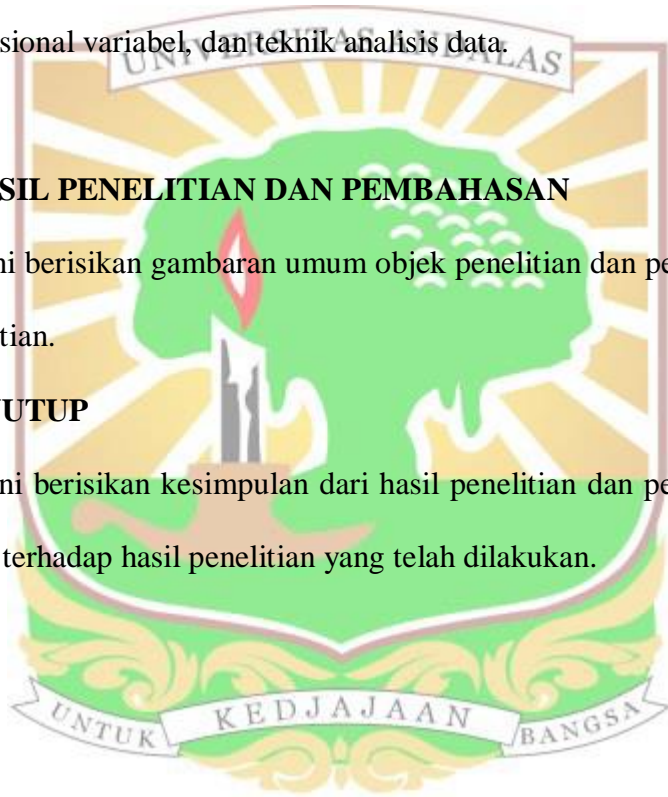 sional variabel, dan teknik analisis data.
UNIVERSITAS ANDALAS
SIL PENELITIAN DAN PEMBAHASAN
ni berisikan gambaran umum objek penelitian dan pe
tian.
UTUP
ni berisikan kesimpulan dari hasil penelitian dan pe
terhadap hasil penelitian yang telah dilakukan.
UNTUK KEDJAJAAN BANGSA